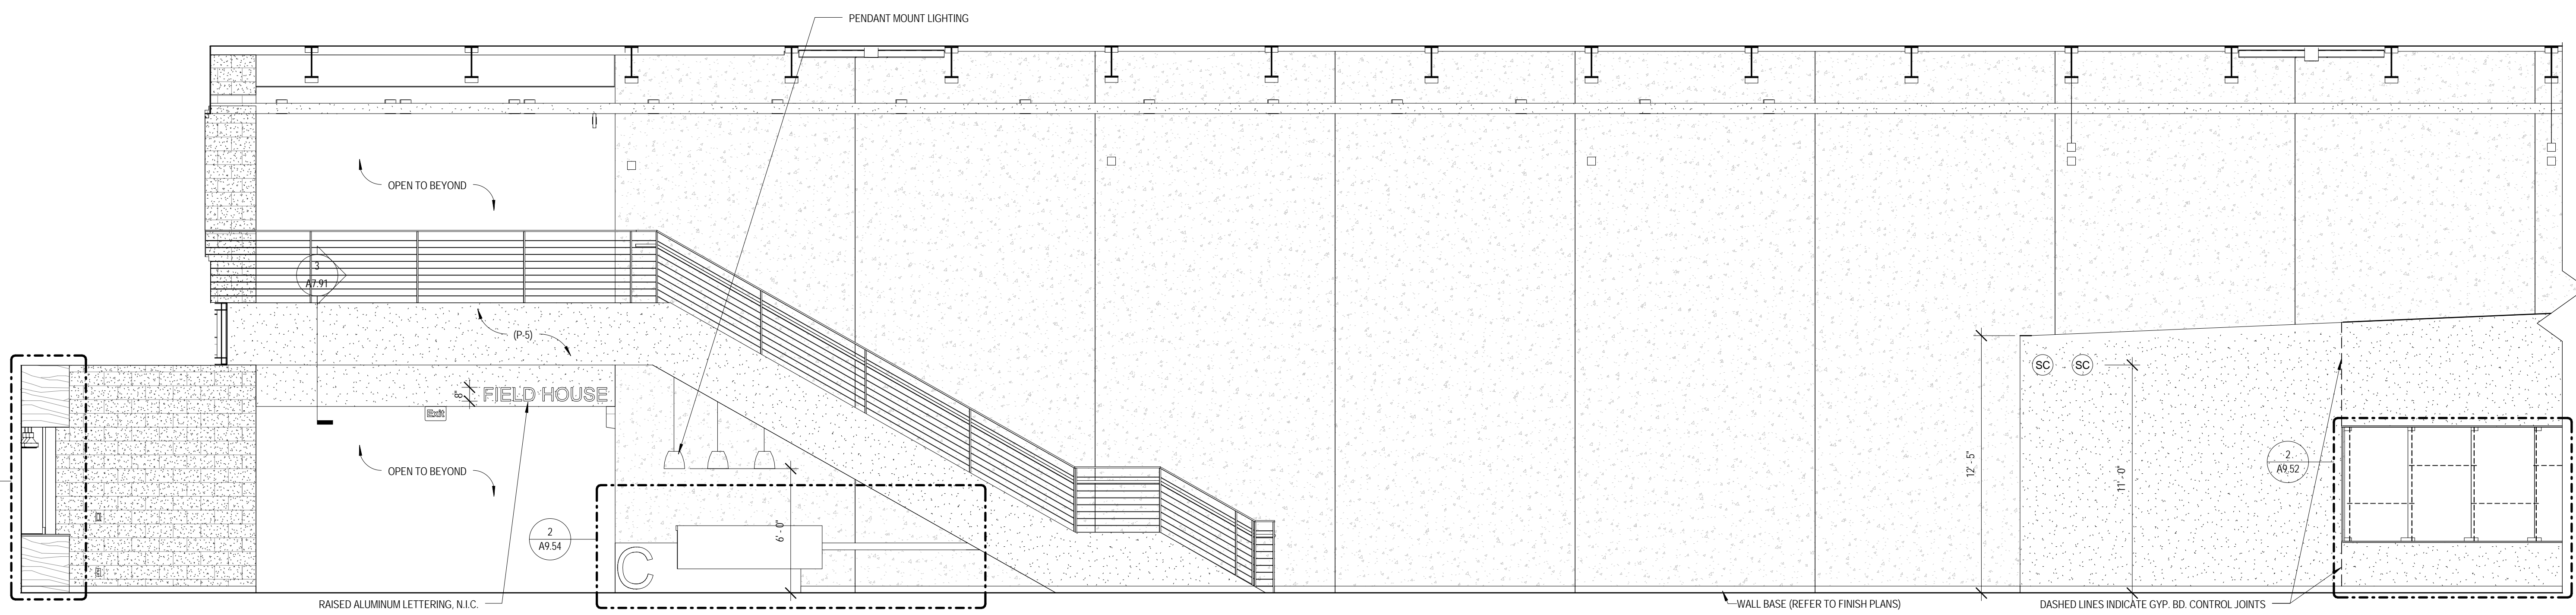 PENDANT MOUNT LIGHTING
OPEN TO BEYOND
3
A7.91
(P-5)
SC SC
8"
FIELD HOUSE
Exit
12' - 5"
11' - 0"
2
A9.52
OPEN TO BEYOND
6' - 0"
2
A9.54
C
RAISED ALUMINUM LETTERING, N.I.C.
WALL BASE (REFER TO FINISH PLANS)
DASHED LINES INDICATE GYP. BD. CONTROL JOINTS